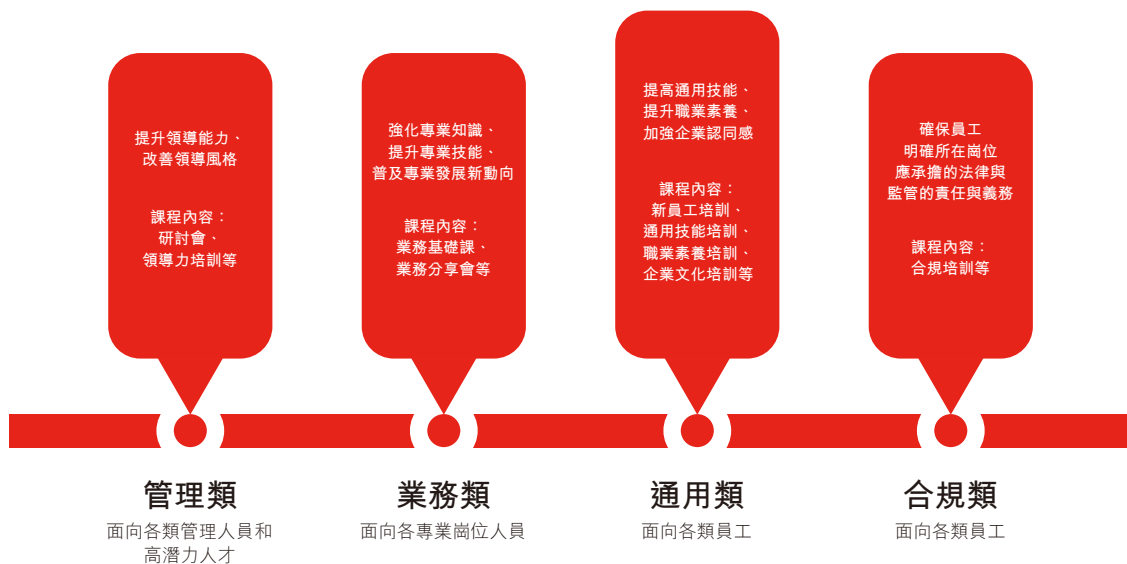 提升領導能力、
改善領導風格
課程內容：
研討會、
領導力培訓等
管理類
面向各類管理人員和
高潛力人才
強化專業知識、
提升專業技能、
普及專業發展新動向
課程內容：
業務基礎課、
業務分享會等
業務類
面向各專業崗位人員
提高通用技能、
提升職業素養、
加強企業認同感
課程內容：
新員工培訓、
通用技能培訓、
職業素養培訓、
企業文化培訓等
通用類
面向各類員工
確保員工
明確所在崗位
應承擔的法律與
監管的責任與義務
課程內容：
合規培訓等
合規類
面向各類員工